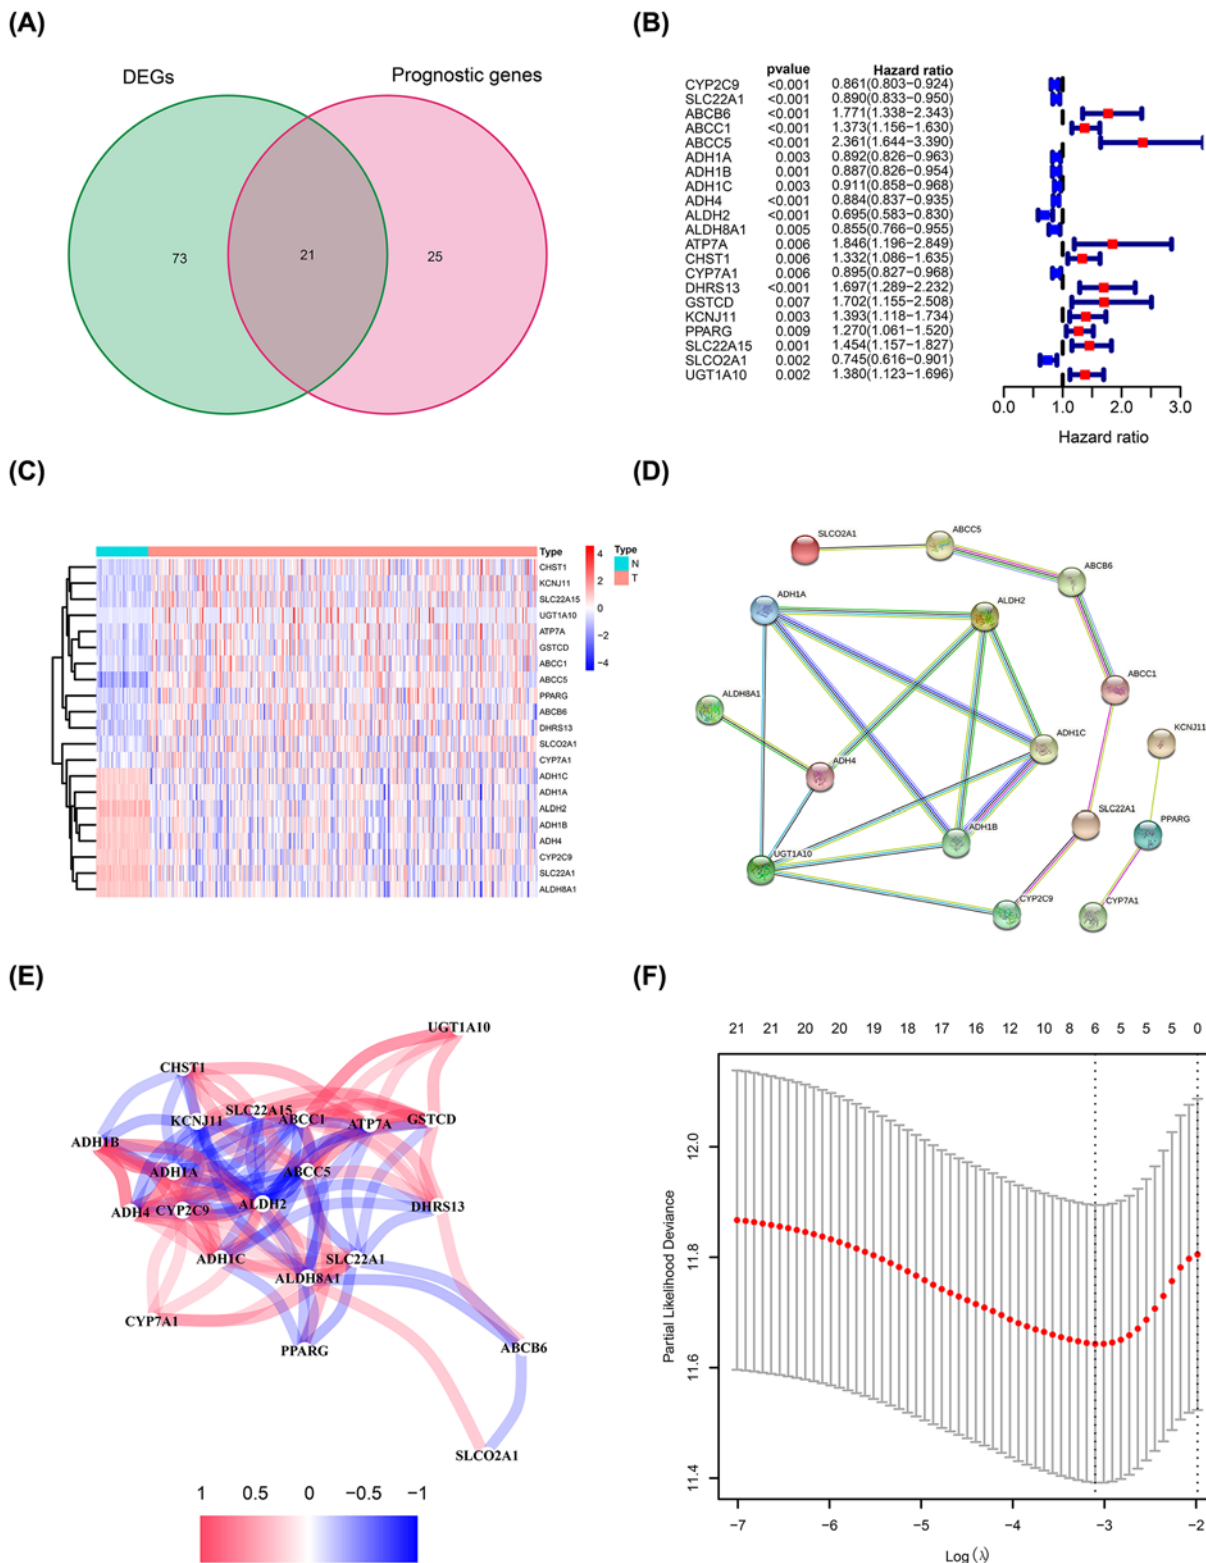 (A)
DEGs
Prognostic genes
73
21
25
(B)
pvalue Hazard ratio
CYP2C9 <0.001 0.861(0.803−0.924)
SLC22A1 <0.001 0.890(0.833−0.950)
ABCB6 <0.001 1.771(1.338−2.343)
ABCC1 <0.001 1.373(1.156−1.630)
ABCC5 <0.001 2.361(1.644−3.390)
ADH1A 0.003 0.892(0.826−0.963)
ADH1B 0.001 0.887(0.826−0.954)
ADH1C 0.003 0.911(0.858−0.968)
ADH4 <0.001 0.884(0.837−0.935)
ALDH2 <0.001 0.695(0.583−0.830)
ALDH8A1 0.005 0.855(0.766−0.955)
ATP7A 0.006 1.846(1.196−2.849)
CHST1 0.006 1.332(1.086−1.635)
CYP7A1 0.006 0.895(0.827−0.968)
DHRS13 <0.001 1.697(1.289−2.232)
GSTCD 0.007 1.702(1.155−2.508)
KCNJ11 0.003 1.393(1.118−1.734)
PPARG 0.009 1.270(1.061−1.520)
SLC22A15 0.001 1.454(1.157−1.827)
SLCO2A1 0.002 0.745(0.616−0.901)
UGT1A10 0.002 1.380(1.123−1.696)
0.0 1.0 2.0 3.0
Hazard ratio
(C)
Type
CHST1
KCNJ11
SLC22A15
UGT1A10
ATP7A
GSTCD
ABCC1
ABCC5
PPARG
ABCB6
DHRS13
SLCO2A1
CYP7A1
ADH1C
ADH1A
ALDH2
ADH1B
ADH4
CYP2C9
SLC22A1
ALDH8A1
4
2
0
−2
−4
Type
N
T
(D)
SLCO2A1
ABCC5
ABCB6
ADH1A
ALDH2
ABCC1
ALDH8A1
ADH1C
KCNJ11
ADH4
SLC22A1
PPARG
ADH1B
UGT1A10
CYP2C9
CYP7A1
(E)
UGT1A10
CHST1
SLC22A15
KCNJ11
ABCC1
ATP7A
GSTCD
ADH1B
ADH1A
ABCC5
ALDH2
DHRS13
ADH4
CYP2C9
ADH1C
SLC22A1
ALDH8A1
CYP7A1
PPARG
ABCB6
SLCO2A1
1 0.5 0 −0.5 −1
(F)
21 21 20 20 19 18 17 16 12 10 8 6 5 5 5 0
Partial Likelihood Deviance
12.0
11.8
11.6
11.4
−7 −6 −5 −4 −3 −2
Log(λ)